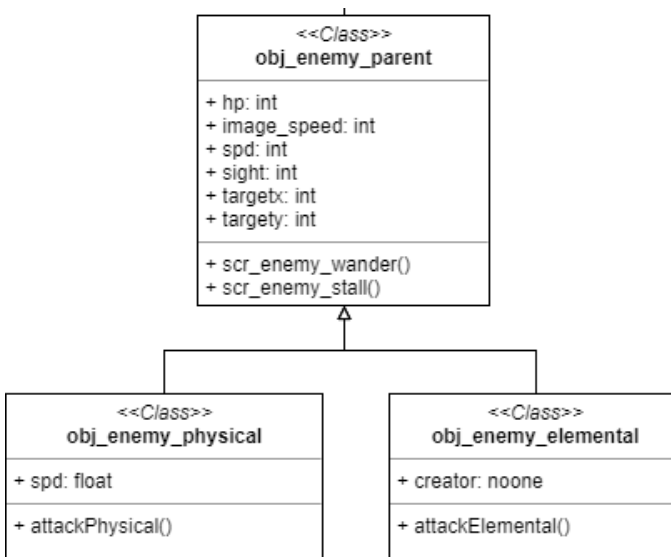 <<Class>>
obj_enemy_parent
+ hp: int
+ image_speed: int
+ spd: int
+ sight: int
+ targetx: int
+ targety: int
+ scr_enemy_wander()
+ scr_enemy_stall()
<<Class>>
obj_enemy_physical
+ spd: float
+ attackPhysical()
<<Class>>
obj_enemy_elemental
+ creator: noone
+ attackElemental()